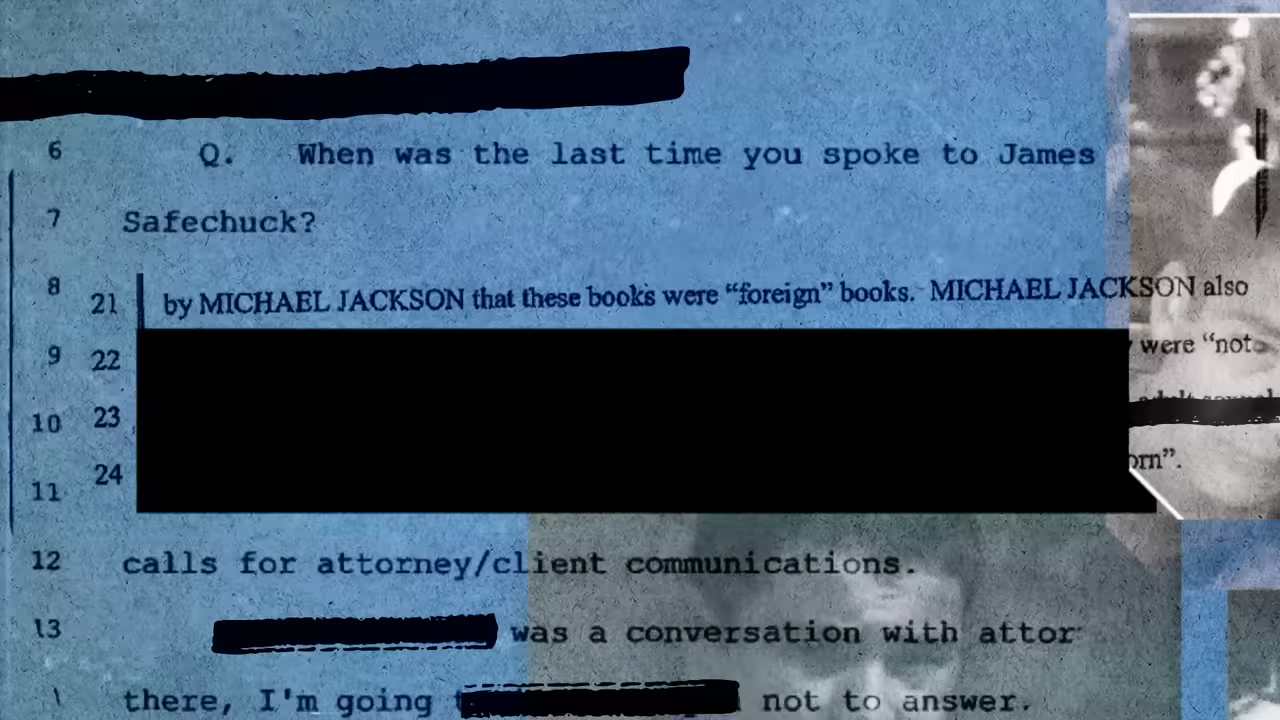 6 Q. When was the last time you spoke to James
7 Safechuck?
8
21 by MICHAEL JACKSON that these books were “foreign” books. MICHAEL JACKSON also
9
22 were “not
10
23
11
24
12 calls for attorney/client communications.
13 was a conversation with
there, I'm going not to answer.